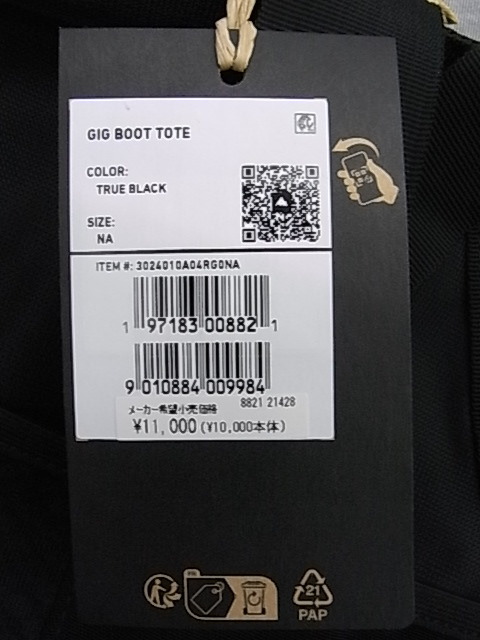 GIG BOOT TOTE
COLOR:
TRUE BLACK
SIZE:
NA
ITEM #: 3024010A04RG0NA
1 97183 00882 1
9 010884 009984
メーカー希望小売価格 8821 21428
¥11,000 (¥10,000本体)
21
PAP